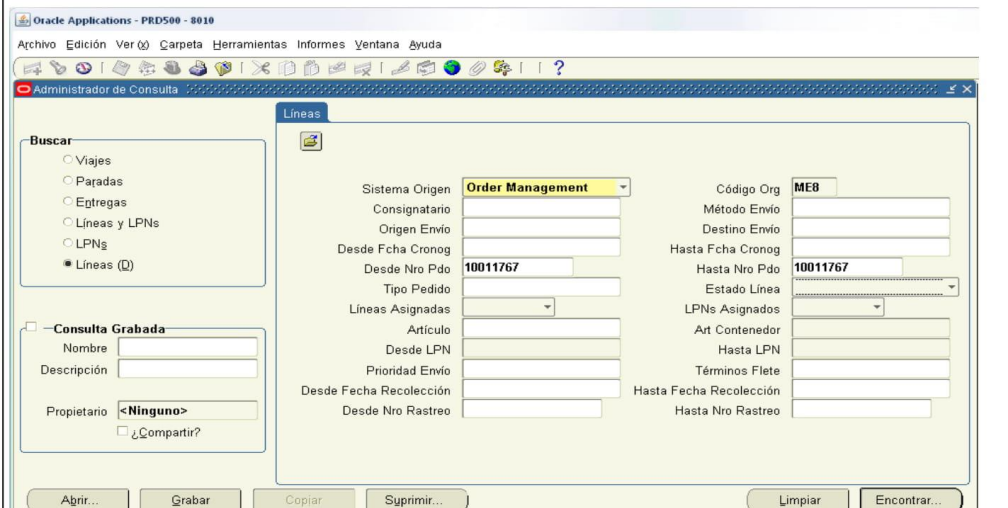 Oracle Applications - PRD500 - 8010
Archivo Edición Ver (X) Carpeta Herramientas Informes Ventana Ayuda
Administrador de Consulta
Líneas
Buscar
Viajes
Paradas
Entregas
Líneas y LPNs
LPNs
Líneas (D)
Consulta Grabada
Nombre
Descripción
Propietario <Ninguno>
¿Compartir?
Sistema Origen Order Management Código Org ME8
Consignatario Método Envío
Origen Envío Destino Envío
Desde Fcha Cronog Hasta Fcha Cronog
Desde Nro Pdo 10011767 Hasta Nro Pdo 10011767
Tipo Pedido Estado Línea
Líneas Asignadas LPNs Asignados
Artículo Art Contenedor
Desde LPN Hasta LPN
Prioridad Envío Términos Flete
Desde Fecha Recolección Hasta Fecha Recolección
Desde Nro Rastreo Hasta Nro Rastreo
Abrir... Grabar Copiar Suprimir... Limpiar Encontrar...